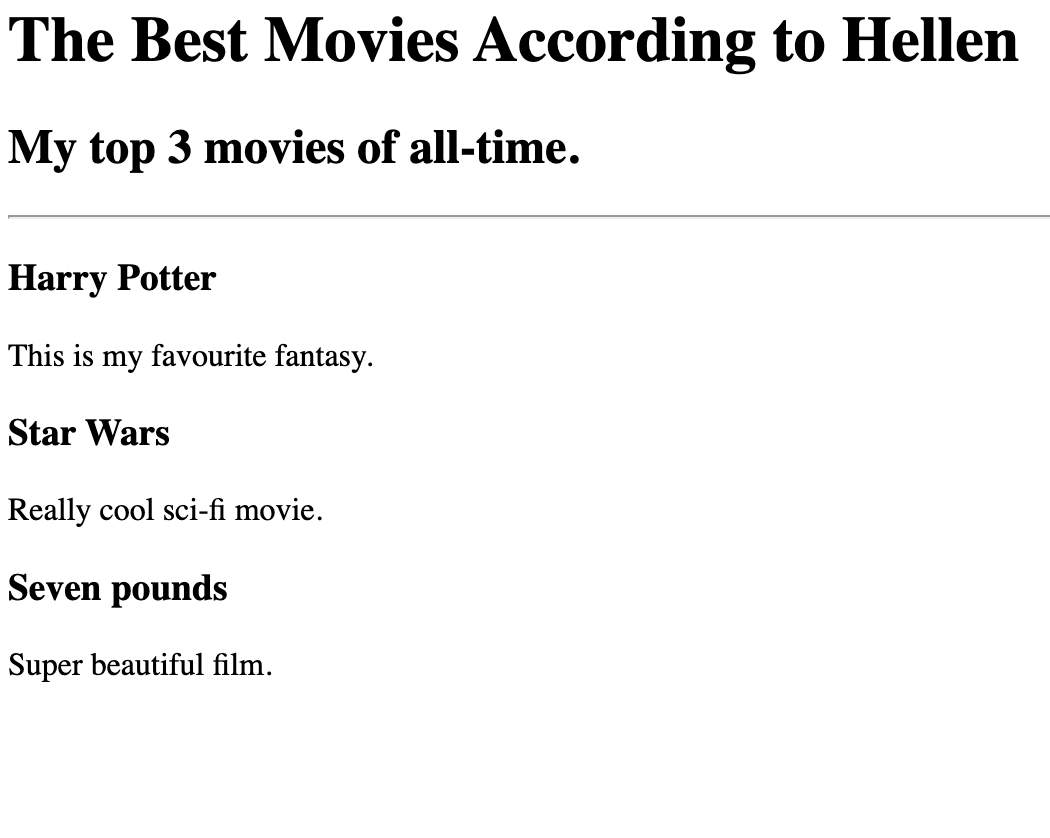 The Best Movies According to Hellen
My top 3 movies of all-time.
Harry Potter
This is my favourite fantasy.
Star Wars
Really cool sci-fi movie.
Seven pounds
Super beautiful film.